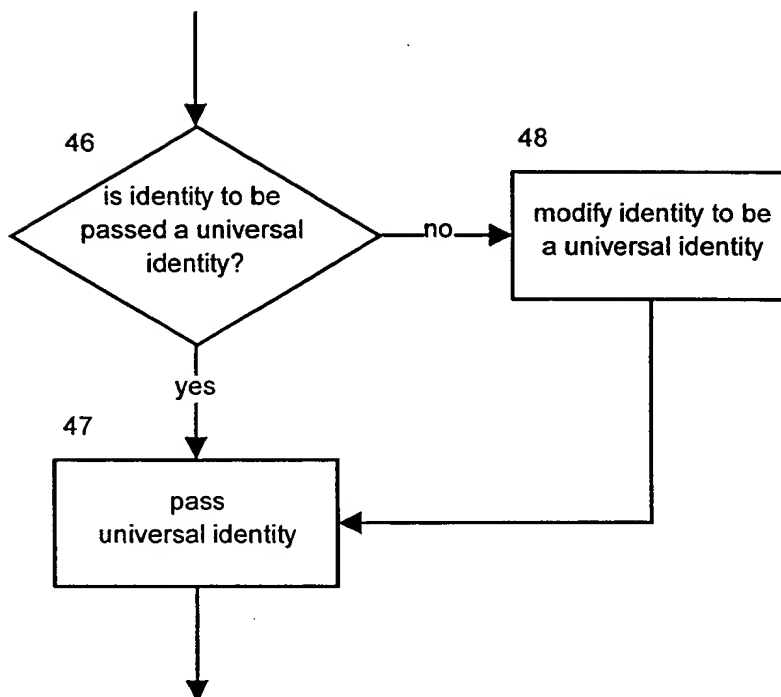 46
is identity to be
passed a universal
identity?
no
48
modify identity to be
a universal identity
yes
47
pass
universal identity